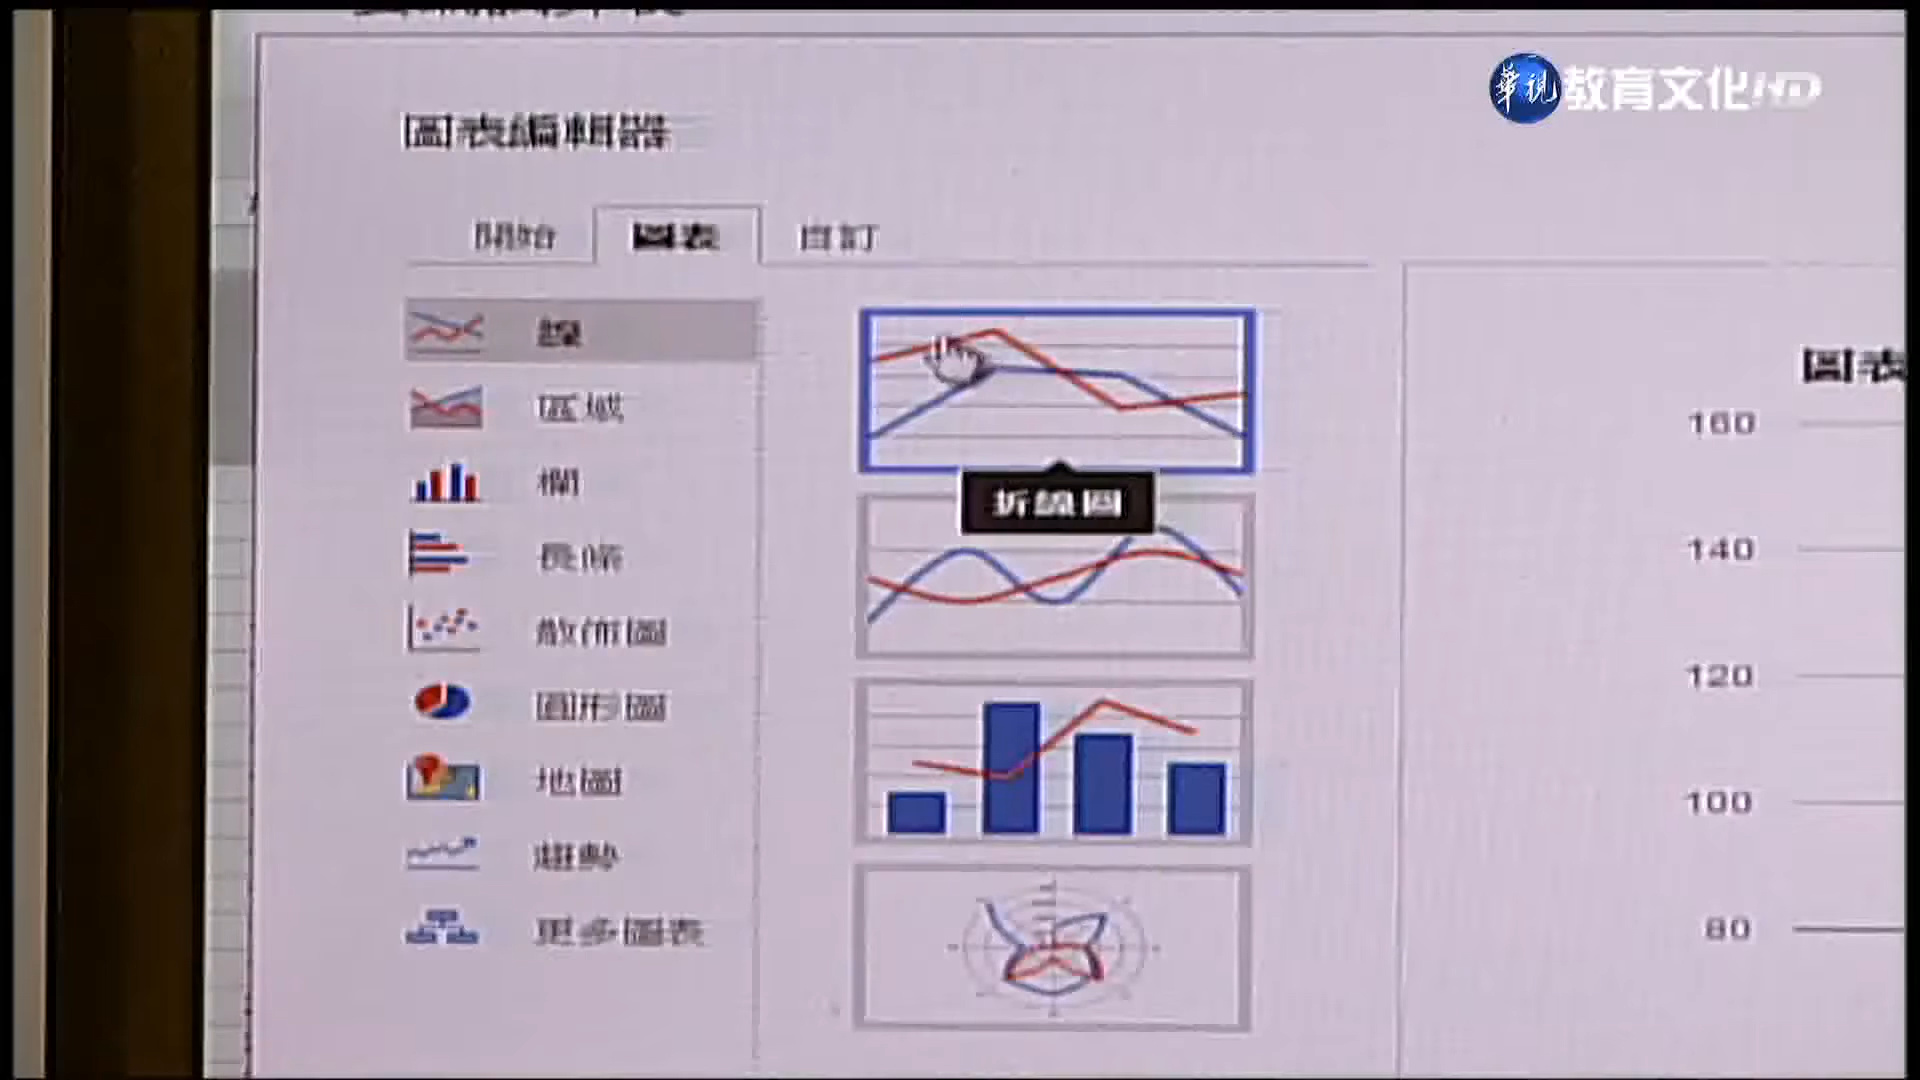 華視 教育文化HD
圖表編輯器
開始 圖表 自訂
線
區域
欄
長條
散佈圖
圓形圖
地圖
趨勢
更多圖表
折線圖
圖表
160
140
120
100
80